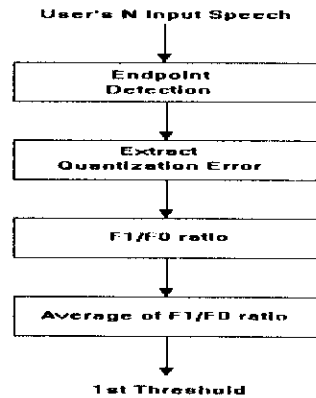 User's N Input Speech
Endpoint
Detection
Extract
Quantization Error
F1/F0 ratio
Average of F1/F0 ratio
1st Threshold